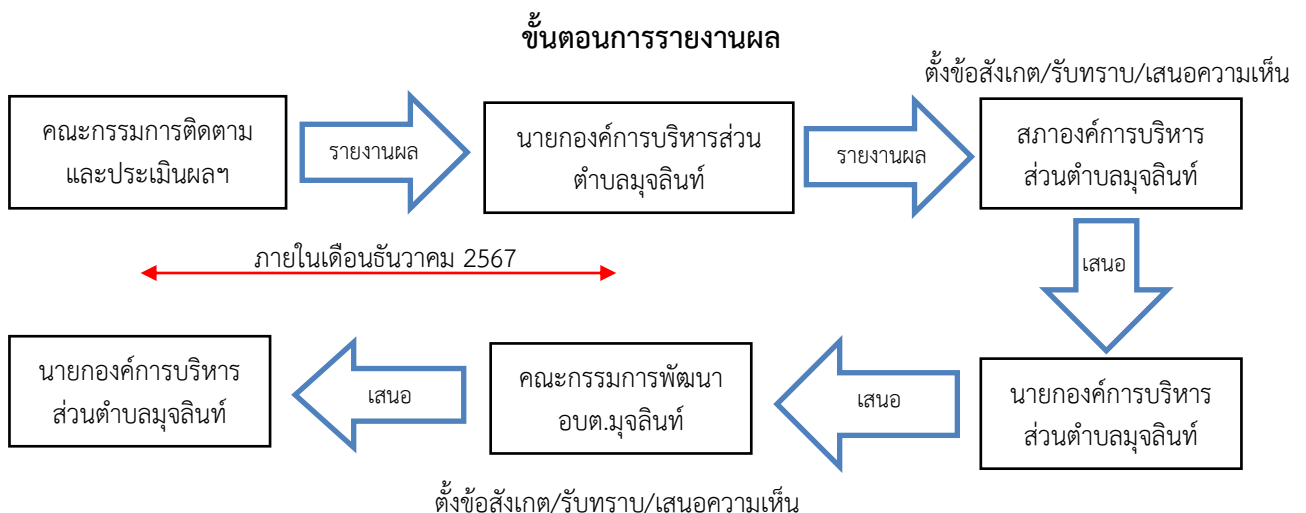 ขั้นตอนการรายงานผล
ตั้งข้อสังเกต/รับทราบ/เสนอความเห็น
คณะกรรมการติดตาม
และประเมินผลฯ
รายงานผล
นายกองค์การบริหารส่วน
ตำบลมุจลินท์
รายงานผล
สภาองค์การบริหาร
ส่วนตำบลมุจลินท์
ภายในเดือนธันวาคม 2567
เสนอ
นายกองค์การบริหาร
ส่วนตำบลมุจลินท์
เสนอ
คณะกรรมการพัฒนา
อบต.มุจลินท์
เสนอ
นายกองค์การบริหาร
ส่วนตำบลมุจลินท์
ตั้งข้อสังเกต/รับทราบ/เสนอความเห็น